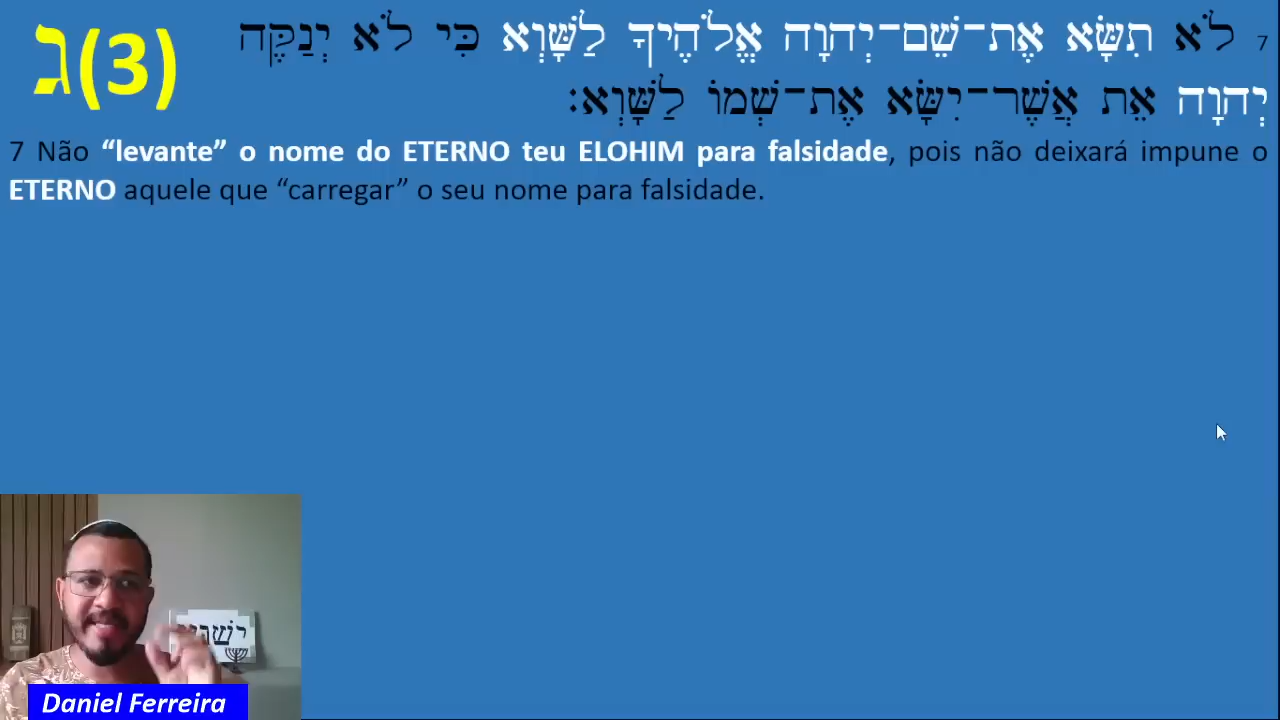 ג(3)
7 לֹא תִשָּׂא אֶת־שֵׁם־יְהוָה אֱלֹהֶיךָ לַשָּׁוְא כִּי לֹא יְנַקֶּה
יְהוָה אֵת אֲשֶׁר־יִשָּׂא אֶת־שְׁמוֹ לַשָּׁוְא׃
7 Não “levante” o nome do ETERNO teu ELOHIM para falsidade, pois não deixará impune o
ETERNO aquele que “carregar” o seu nome para falsidade.
Daniel Ferreira